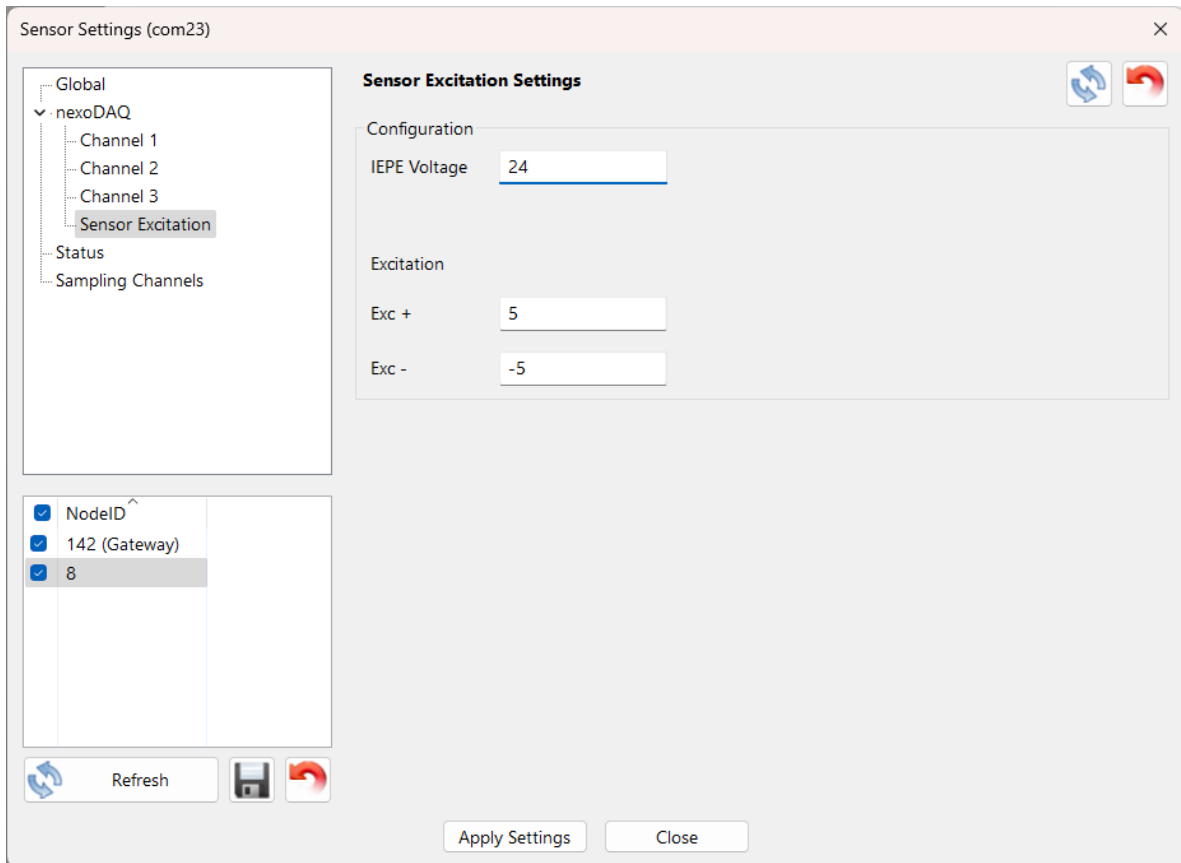 Sensor Settings (com23)
Global
nexoDAQ
Channel 1
Channel 2
Channel 3
Sensor Excitation
Status
Sampling Channels
Sensor Excitation Settings
Configuration
IEPE Voltage 24
Excitation
Exc + 5
Exc - -5
NodeID
142 (Gateway)
8
Refresh
Apply Settings Close